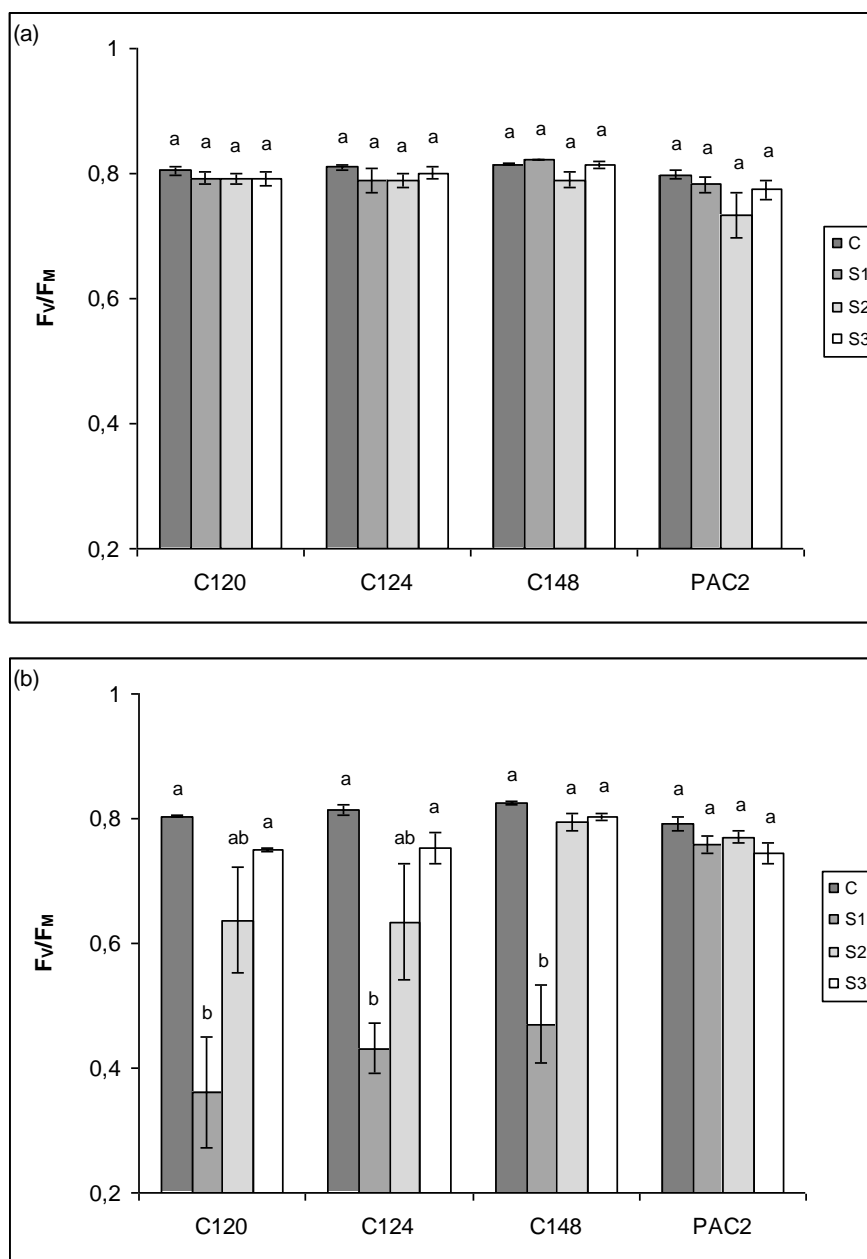 (a)
1
0,8
0,6
0,4
0,2
Fv/FM
a a a a
a a a a
a a a a
a a a a
C120 C124 C148 PAC2
C
S1
S2
S3
(b)
1
0,8
0,6
0,4
0,2
Fv/FM
a b ab a
a b ab a
a b a a
a a a a
C120 C124 C148 PAC2
C
S1
S2
S3